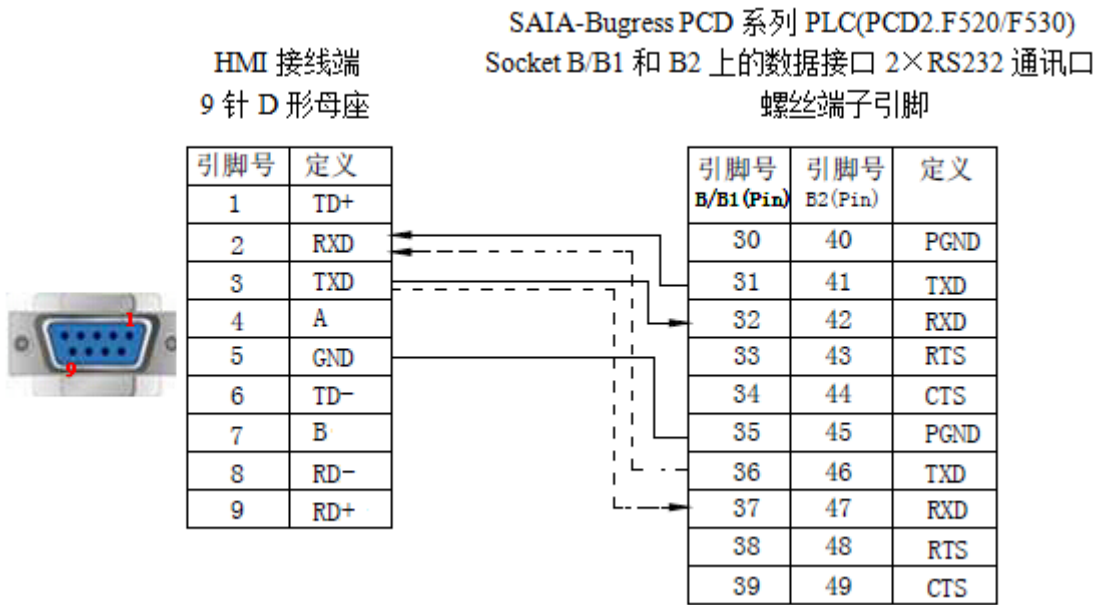 SAIA-Bugress PCD 系列 PLC(PCD2.F520/F530)
HMI 接线端
Socket B/B1 和 B2 上的数据接口 2×RS232 通讯口
9 针 D 形母座
螺丝端子引脚
引脚号 定义
1 TD+
2 RXD
3 TXD
4 A
5 GND
6 TD-
7 B
8 RD-
9 RD+
1
9
引脚号 引脚号 定义
B/B1(Pin) B2(Pin)
30 40 PGND
31 41 TXD
32 42 RXD
33 43 RTS
34 44 CTS
35 45 PGND
36 46 TXD
37 47 RXD
38 48 RTS
39 49 CTS